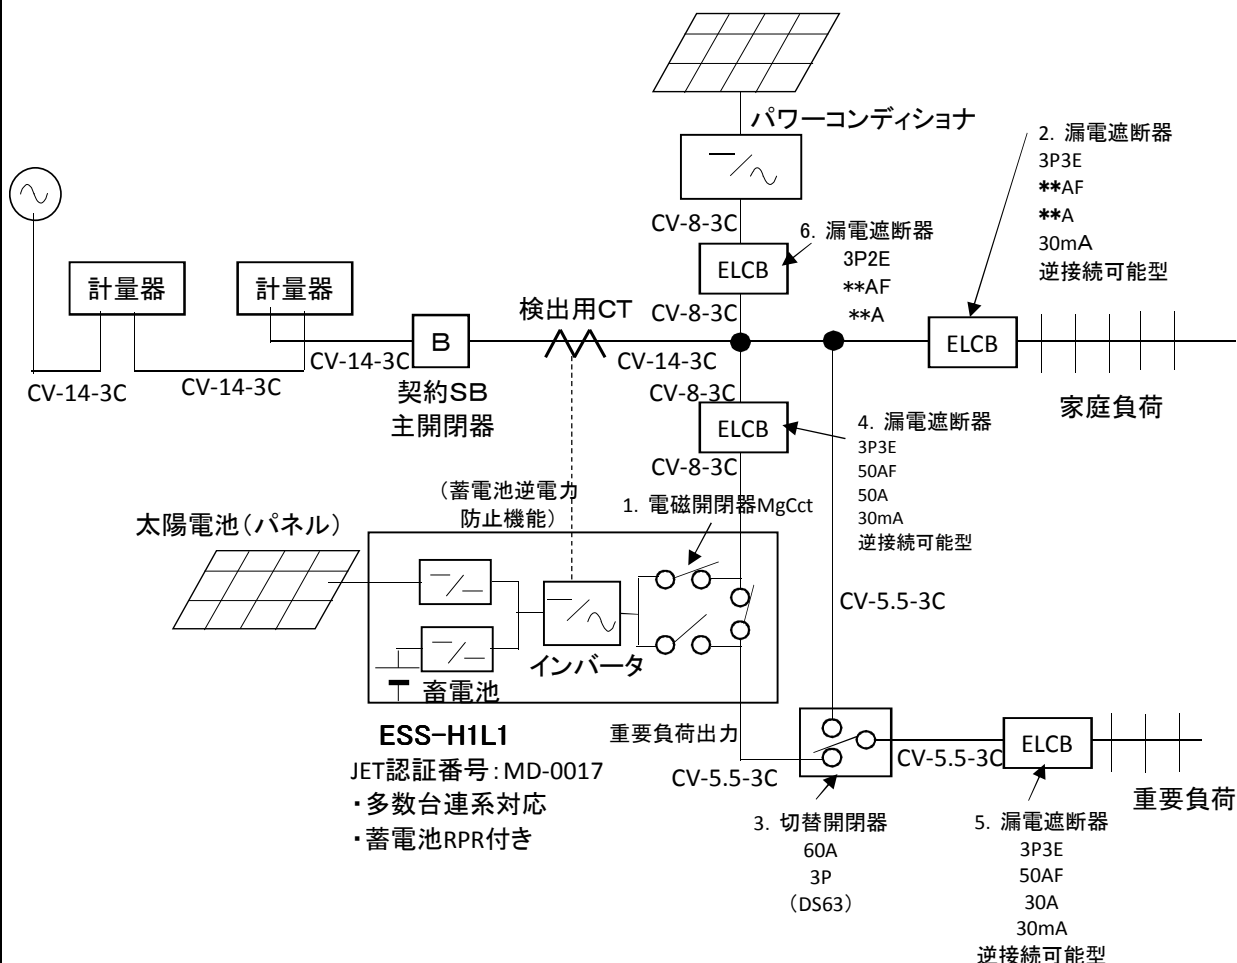 パワーコンディショナ
2. 漏電遮断器
3P3E
**AF
**A
30mA
逆接続可能型
CV-8-3C
6. 漏電遮断器
3P2E
**AF
**A
ELCB
CV-8-3C
計量器
計量器
検出用CT
B
ELCB
CV-14-3C
CV-14-3C
CV-14-3C
CV-14-3C
契約SB
主開閉器
CV-8-3C
家庭負荷
ELCB
4. 漏電遮断器
3P3E
50AF
50A
30mA
逆接続可能型
CV-8-3C
(蓄電池逆電力
防止機能)
1. 電磁開閉器MgCct
太陽電池(パネル)
CV-5.5-3C
インバータ
蓄電池
ESS-H1L1
JET認証番号:MD-0017
・多数台連系対応
・蓄電池RPR付き
重要負荷出力
CV-5.5-3C
CV-5.5-3C
ELCB
重要負荷
3. 切替開閉器
60A
3P
(DS63)
5. 漏電遮断器
3P3E
50AF
30A
30mA
逆接続可能型